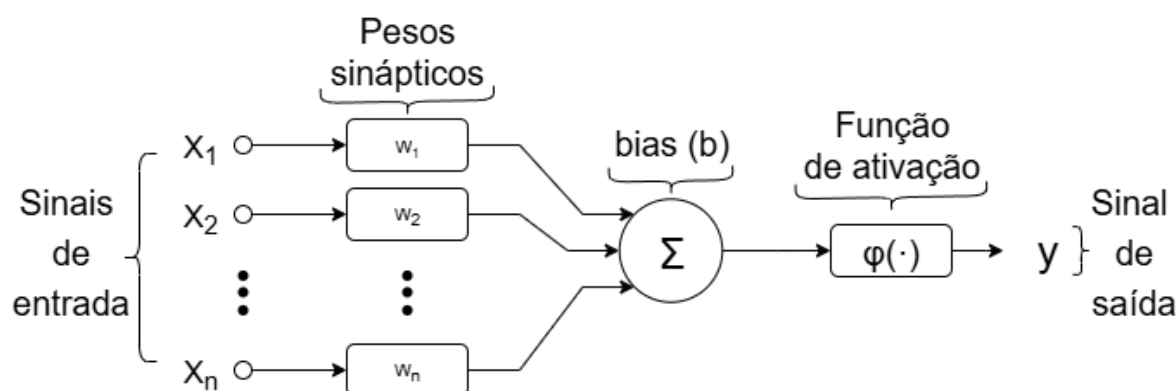 Pesos
sinápticos
bias (b)
Função
de ativação
Sinais
de
entrada
X₁
w₁
X₂
w₂
Xₙ
wₙ
Σ
φ(·)
y
Sinal
de
saída